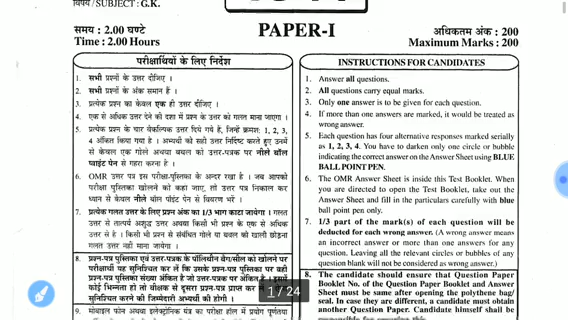 विषय / SUBJECT : G.K.
समय : 2.00 घण्टे
Time : 2.00 Hours
PAPER-I
अधिकतम अंक : 200
Maximum Marks : 200
परीक्षार्थियों के लिए निर्देश
1. सभी प्रश्नों के उत्तर दीजिए ।
2. सभी प्रश्नों के अंक समान हैं ।
3. प्रत्येक प्रश्न का केवल एक ही उत्तर दीजिए ।
4. एक से अधिक उत्तर देने की दशा में प्रश्न के उत्तर को गलत माना जाएगा ।
5. प्रत्येक प्रश्न के चार वैकल्पिक उत्तर दिये गये हैं, जिन्हें क्रमशः 1, 2, 3,
4 अंकित किया गया है । अभ्यर्थी को सही उत्तर निर्दिष्ट करते हुए उनमें
से केवल एक गोले अथवा बबल को उत्तर-पत्रक पर नीले बॉल
प्वाइंट पेन से गहरा करना है ।
6. OMR उत्तर पत्रक इस परीक्षा-पुस्तिका के अन्दर रखा है । जब आपको
परीक्षा पुस्तिका खोलने को कहा जाए, तो उत्तर पत्रक निकाल कर
ध्यान से केवल नीले बॉल पॉइंट पेन से विवरण भरें ।
7. प्रत्येक गलत उत्तर के लिए प्रश्न अंक का 1/3 भाग काटा जायेगा । गलत
उत्तर से तात्पर्य अशुद्ध उत्तर अथवा किसी भी प्रश्न के एक से अधिक
उत्तर से है । किसी भी प्रश्न से संबंधित गोले या बबल को खाली छोड़ना
गलत उत्तर नहीं माना जायेगा ।
8. प्रश्न-पत्र पुस्तिका एवं उत्तर-पत्रक के पॉलिथीन बैग/सील को खोलने पर
परीक्षार्थी यह सुनिश्चित कर लें कि उसके प्रश्न-पत्र पुस्तिका पर वही
प्रश्न-पत्र पुस्तिका संख्या अंकित है जो उत्तर-पत्रक पर अंकित है । इसमें
कोई भिन्नता हो तो वीक्षक से दूसरा प्रश्न-पत्र प्राप्त कर लें । ऐसा
सुनिश्चित करने की जिम्मेदारी अभ्यर्थी की होगी ।
9. मोबाईल फोन अथवा इलेक्ट्रोनिक यंत्र का परीक्षा हॉल में प्रयोग पूर्णतया
INSTRUCTIONS FOR CANDIDATES
1. Answer all questions.
2. All questions carry equal marks.
3. Only one answer is to be given for each question.
4. If more than one answers are marked, it would be treated as
wrong answer.
5. Each question has four alternative responses marked serially
as 1, 2, 3, 4. You have to darken only one circle or bubble
indicating the correct answer on the Answer Sheet using BLUE
BALL POINT PEN.
6. The OMR Answer Sheet is inside this Test Booklet. When
you are directed to open the Test Booklet, take out the
Answer Sheet and fill in the particulars carefully with blue
ball point pen only.
7. 1/3 part of the mark(s) of each question will be
deducted for each wrong answer. (A wrong answer means
an incorrect answer or more than one answers for any
question. Leaving all the relevant circles or bubbles of any
question blank will not be considered as wrong answer.)
8. The candidate should ensure that Question Paper
Booklet No. of the Question Paper Booklet and Answer
Sheet must be same after opening the polythene bag/
seal. In case they are different, a candidate must obtain
another Question Paper. Candidate himself shall be
1 / 24